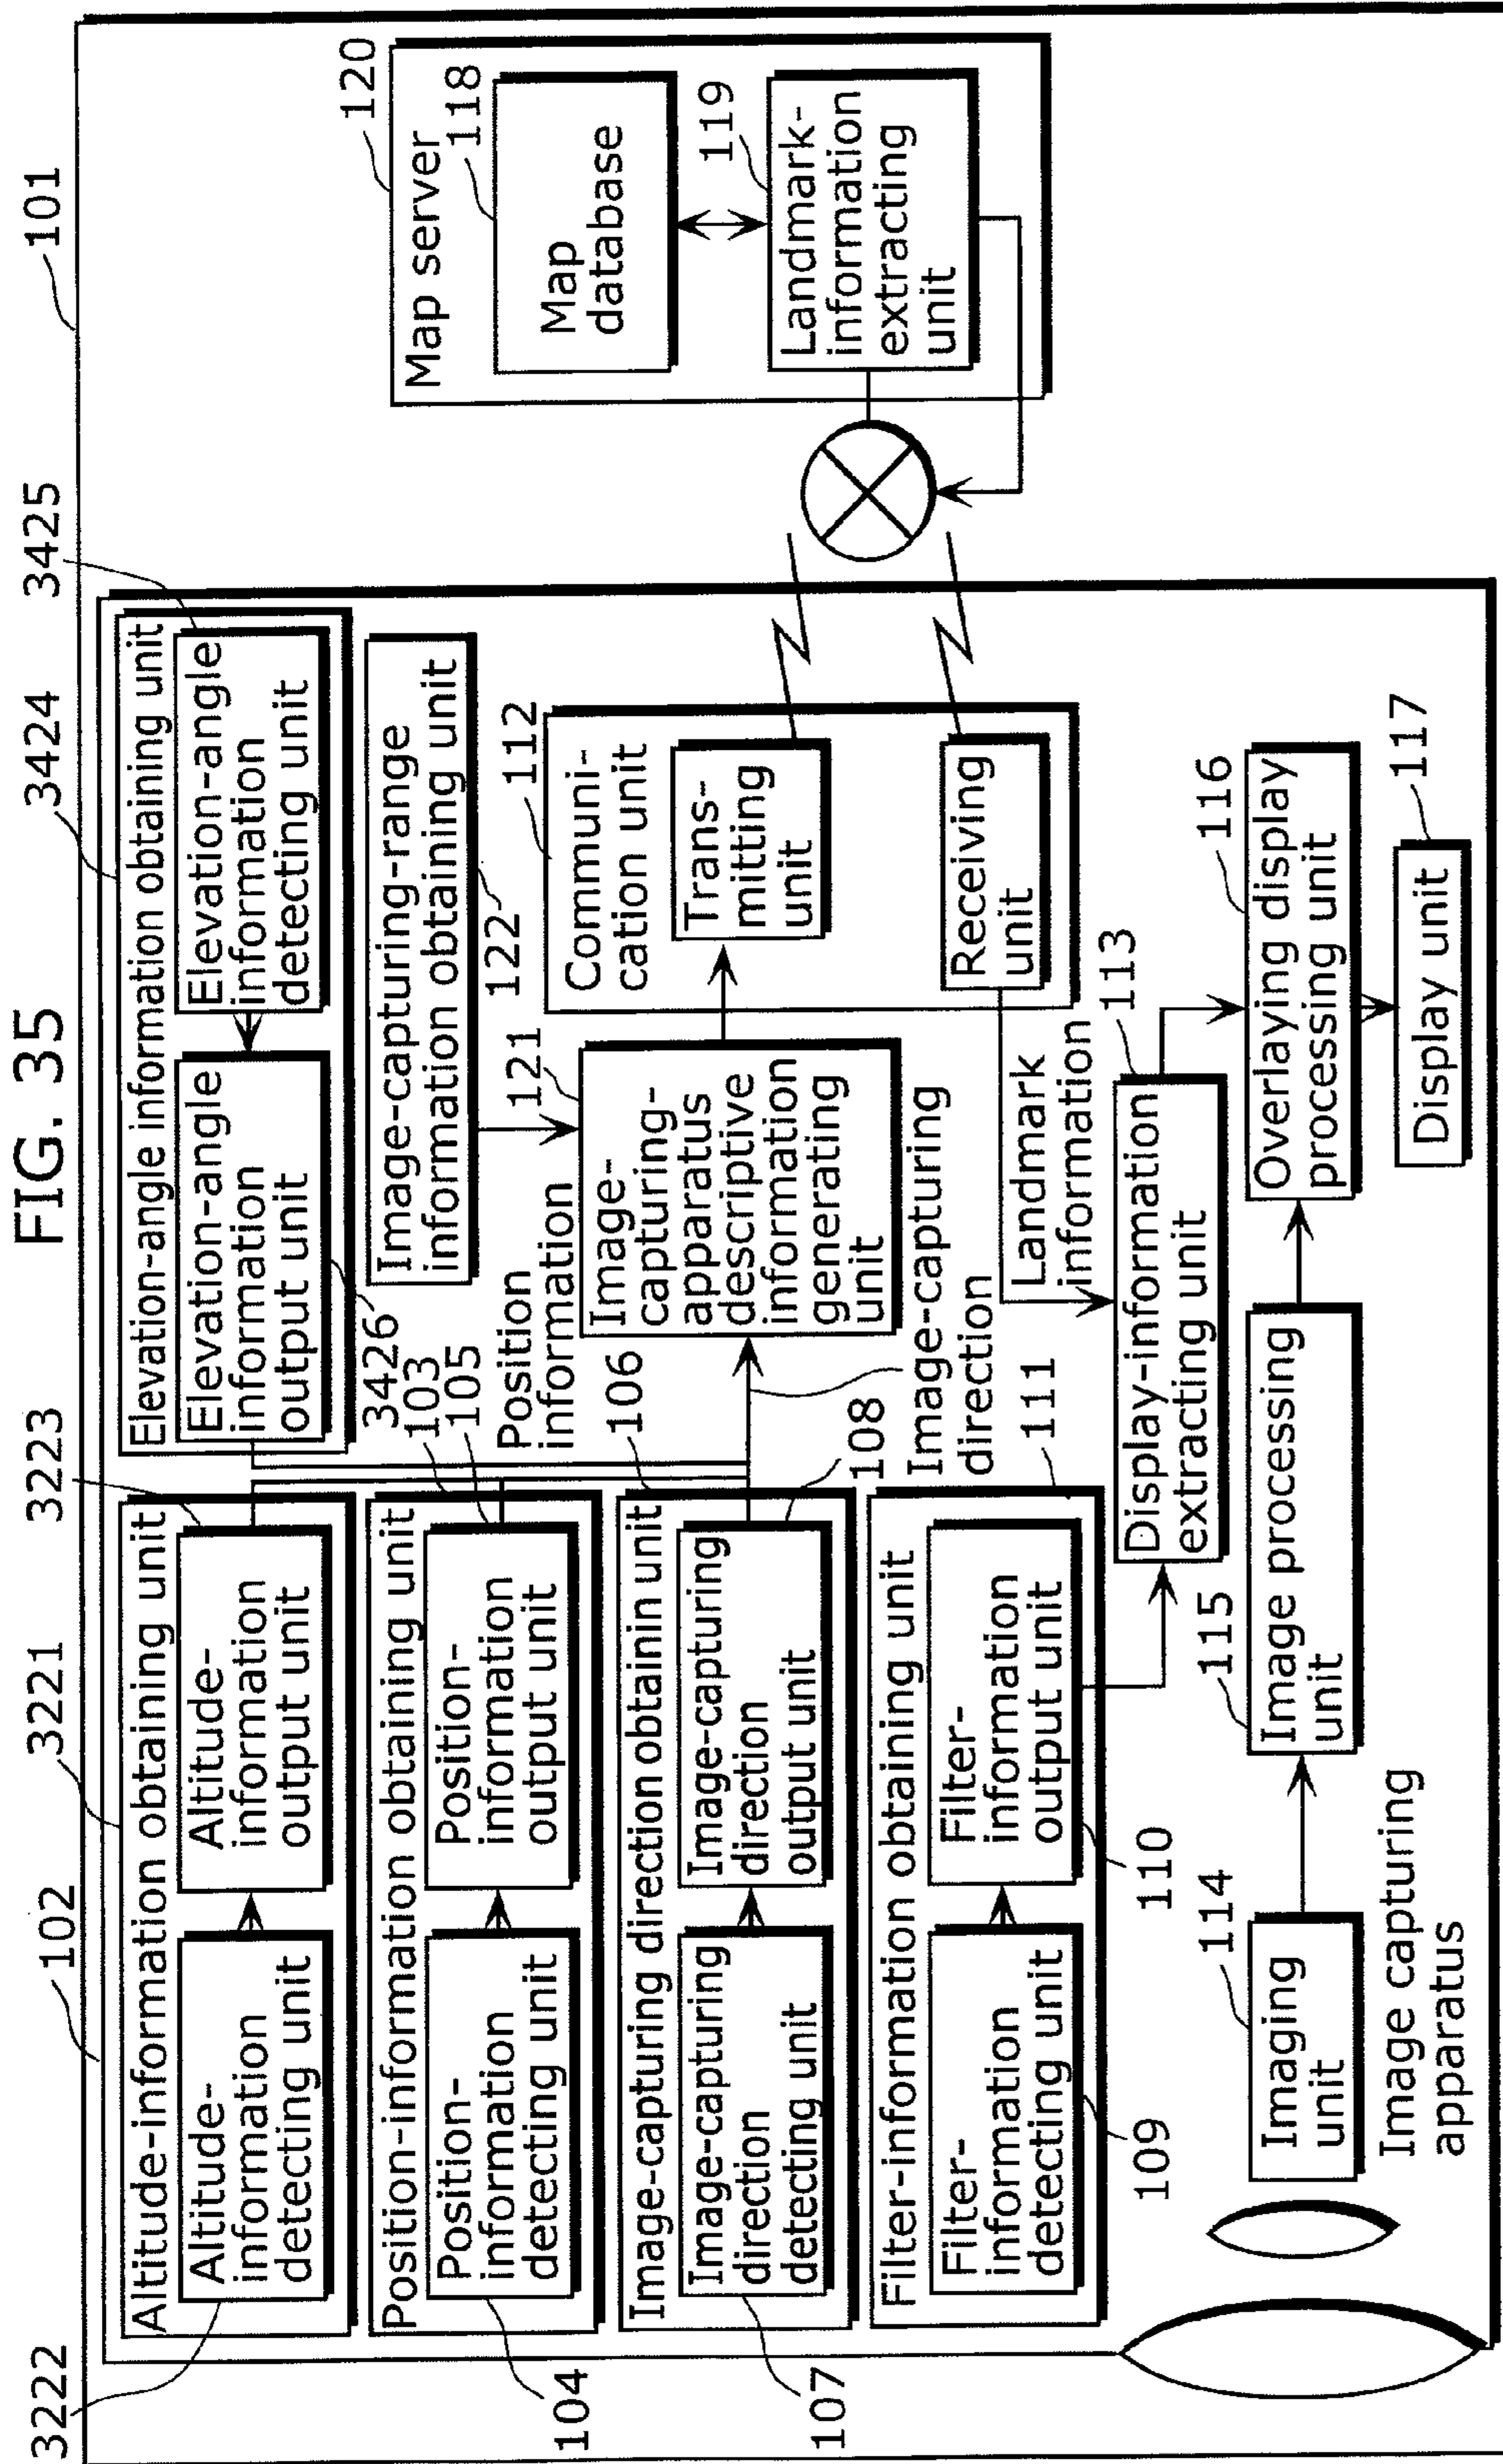 FIG. 35
101
102
3221
3222
3223
Altitude-information obtaining unit
Altitude-
information
detecting unit
Altitude-
information
output unit
3424
3425
3426
Elevation-angle information obtaining unit
Elevation-angle
information
output unit
Elevation-angle
information
detecting unit
103
104
105
Position-information obtaining unit
Position-
information
detecting unit
Position-
information
output unit
Image-capturing-range
information obtaining unit
122
Position
information
106
107
108
Image-capturing direction obtainin unit
Image-capturing
direction
detecting unit
Image-capturing
direction
output unit
121
Image-
capturing-
apparatus
descriptive
information
generating
unit
Image-capturing
direction
112
Communi-
cation unit
Trans-
mitting
unit
Receiving
unit
Landmark
information
109
110
111
Filter-information obtaining unit
Filter-
information
detecting unit
Filter-
information
output unit
113
Display-information
extracting unit
114
Imaging
unit
115
Image processing
unit
116
Overlaying display
processing unit
117
Display unit
Image capturing
apparatus
120
Map server
118
Map
database
119
Landmark-
information
extracting
unit